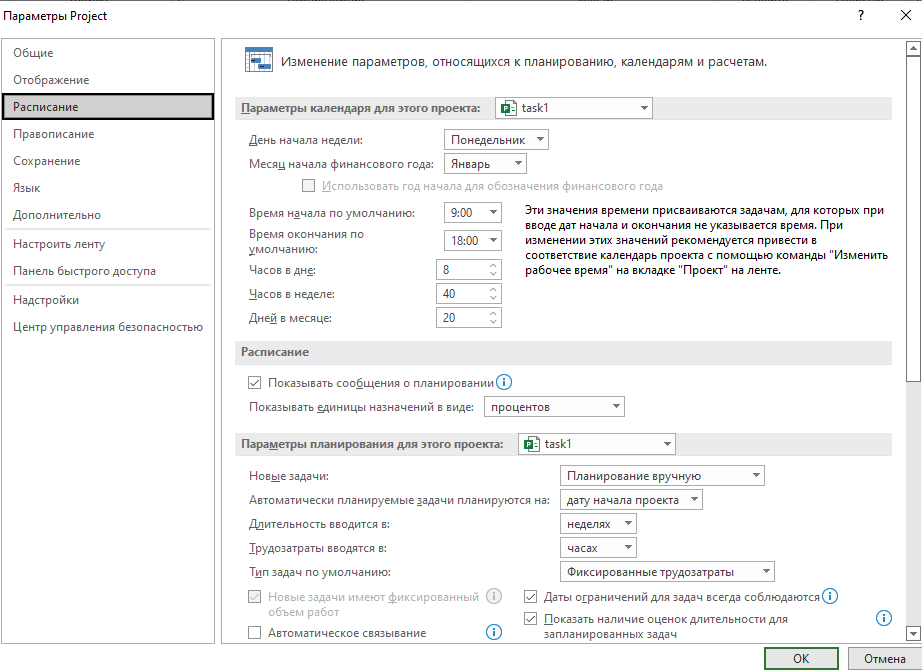 Параметры Project
?
Общие
Отображение
Расписание
Правописание
Сохранение
Язык
Дополнительно
Настроить ленту
Панель быстрого доступа
Надстройки
Центр управления безопасностью
Изменение параметров, относящихся к планированию, календарям и расчетам.
Параметры календаря для этого проекта: task1
День начала недели: Понедельник
Месяц начала финансового года: Январь
Использовать год начала для обозначения финансового года
Время начала по умолчанию: 9:00
Время окончания по
умолчанию: 18:00
Часов в дне: 8
Часов в неделе: 40
Дней в месяце: 20
Эти значения времени присваиваются задачам, для которых при
вводе дат начала и окончания не указывается время. При
изменении этих значений рекомендуется привести в
соответствие календарь проекта с помощью команды "Изменить
рабочее время" на вкладке "Проект" на ленте.
Расписание
Показывать сообщения о планировании
Показывать единицы назначений в виде: процентов
Параметры планирования для этого проекта: task1
Новые задачи: Планирование вручную
Автоматически планируемые задачи планируются на: дату начала проекта
Длительность вводится в: неделях
Трудозатраты вводятся в: часах
Тип задач по умолчанию: Фиксированные трудозатраты
Новые задачи имеют фиксированный
объем работ
Автоматическое связывание
Даты ограничений для задач всегда соблюдаются
Показать наличие оценок длительности для
запланированных задач
ОК
Отмена